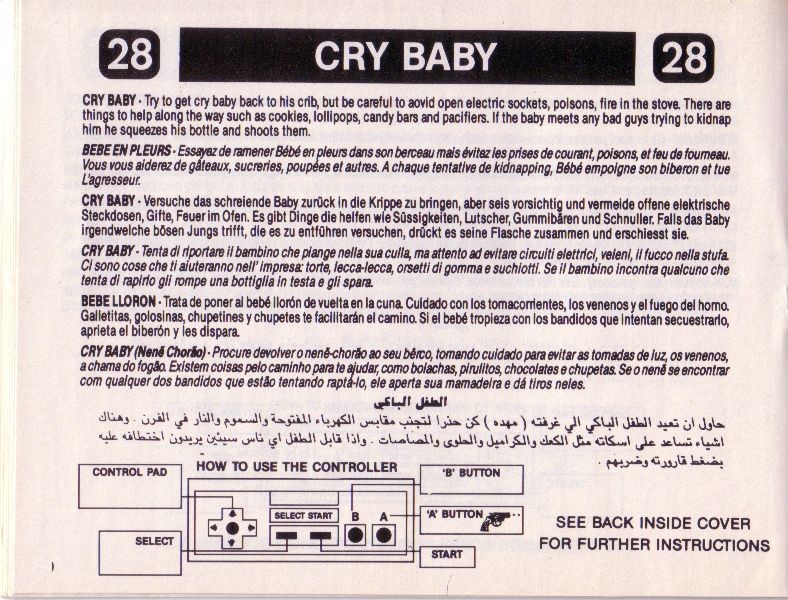 28 CRY BABY 28
CRY BABY - Try to get cry baby back to his crib, but be careful to aovid open electric sockets, poisons, fire in the stove. There are
things to help along the way such as cookies, lollipops, candy bars and pacifiers. If the baby meets any bad guys trying to kidnap
him he squeezes his bottle and shoots them.
BEBE EN PLEURS - Essayez de ramener Bébé en pleurs dans son berceau mais évitez les prises de courant, poisons, et feu de fourneau.
Vous vous aiderez de gâteaux, sucreries, poupées et autres. A chaque tentative de kidnapping, Bébé empoigne son biberon et tue
L'agresseur.
CRY BABY - Versuche das schreiende Baby zurück in die Krippe zu bringen, aber seis vorsichtig und vermeide offene elektrische
Steckdosen, Gifte, Feuer im Ofen. Es gibt Dinge die helfen wie Süssigkeiten, Lutscher, Gummibären und Schnuller. Falls das Baby
irgendwelche bösen Jungs trifft, die es zu entführen versuchen, drückt es seine Flasche zusammen und erschiesst sie.
CRY BABY - Tenta di riportare il bambino che piange nella sua culla, ma attento ad evitare circuiti elettrici, veleni, il fucco nella stufa.
Ci sono cose che ti aiuteranno nell' impresa: torte, lecca-lecca, orsetti di gomma e suchiotti. Se il bambino incontra qualcuno che
tenta di rapirlo gli rompe una bottiglia in testa e gli spara.
BEBE LLORON - Trata de poner al bebé llorón de vuelta en la cuna. Cuidado con los tomacorrientes, los venenos y el fuego del horno.
Galletitas, golosinas, chupetines y chupetes te facilitarán el camino. Si el bebé tropieza con los bandidos que intentan secuestrarlo,
aprieta el biberón y les dispara.
CRY BABY (Nenê Chorão) - Procure devolver o nenê-chorão ao seu bêrco, tomando cuidado para evitar as tomadas de luz, os venenos,
a chama do fogão. Existem coisas pelo caminho para te ajudar, como bolachas, pirulitos, chocolates e chupetas. Se o nenê se encontrar
com qualquer dos bandidos que estão tentando raptá-lo, ele aperta sua mamadeira e dá tiros neles.
الطفل الباكي
حاول ان تعيد الطفل الباكي الي غرفته ( مهده ) كن حذرا لتجنب مقابس الكهرباء المفتوحة والسموم والنار في الفرن . وهناك
اشياء تساعد على اسكاته مثل الكعك والكراميل والحلوى والمصاصات . واذا قابل الطفل اي ناس سيئين يريدون اختطافه عليه
بضغط قارورته وضربهم .
HOW TO USE THE CONTROLLER
CONTROL PAD
'B' BUTTON
SELECT START B A
'A' BUTTON
SELECT
START
SEE BACK INSIDE COVER
FOR FURTHER INSTRUCTIONS